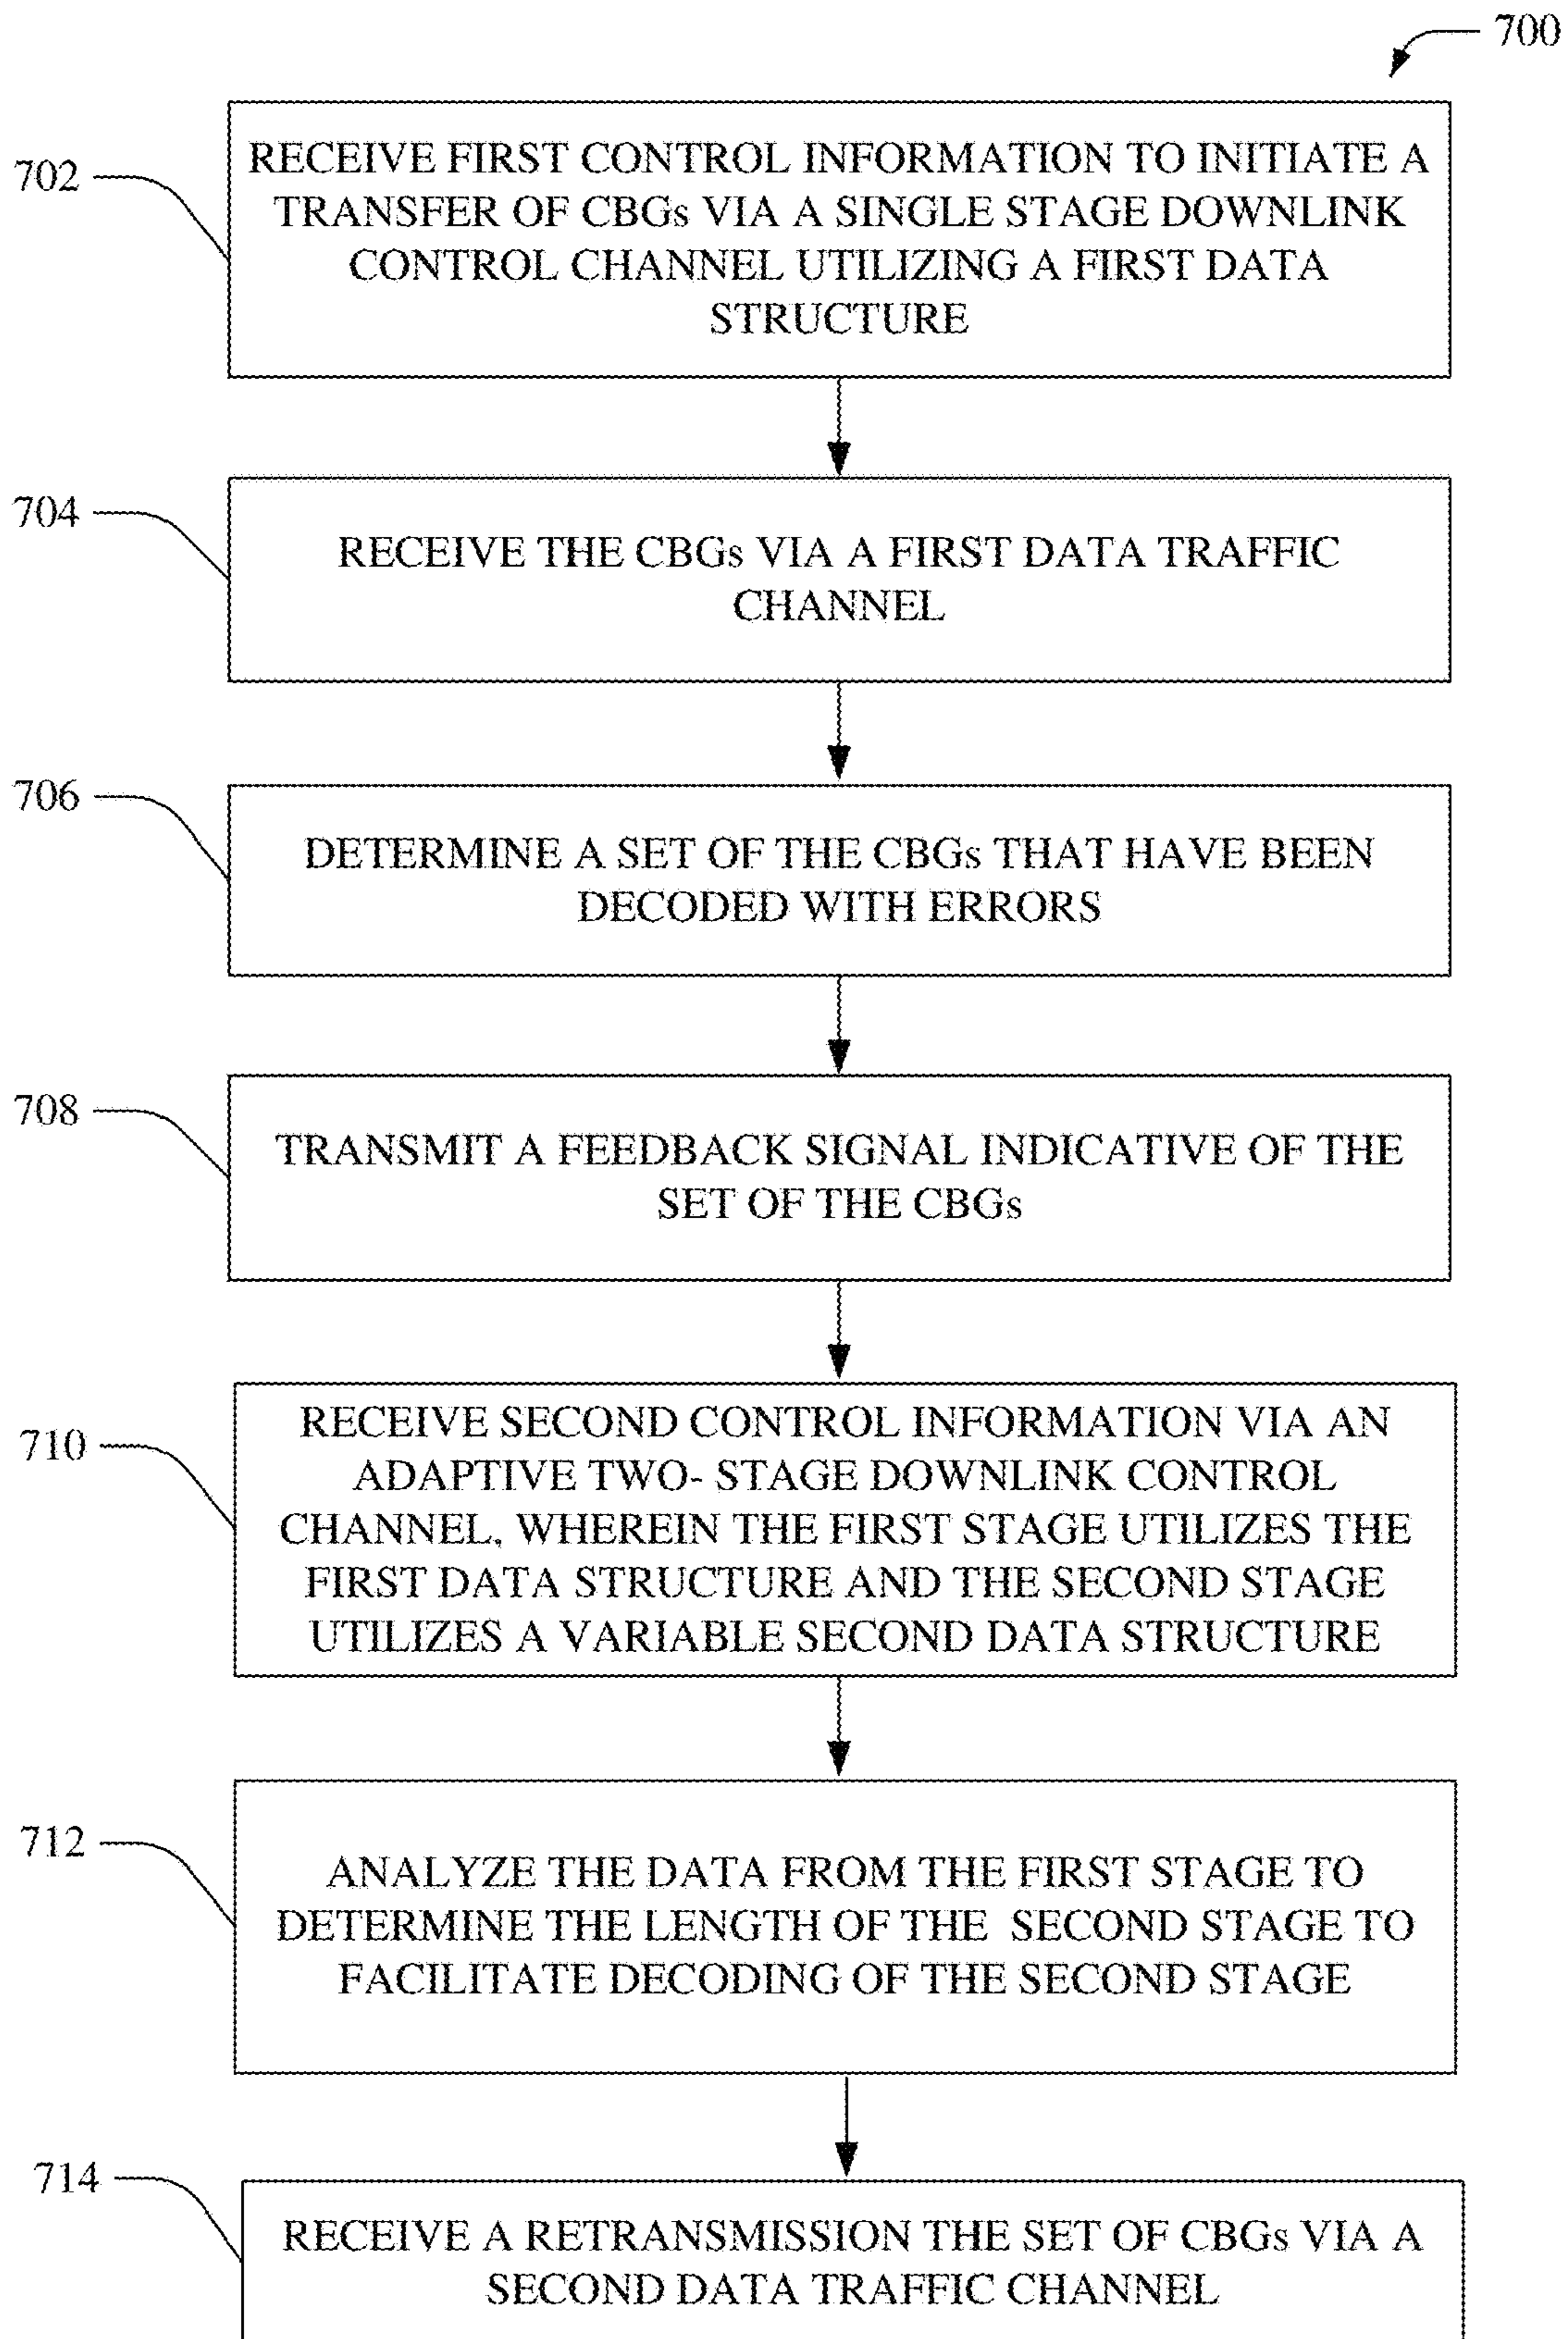 700
702
RECEIVE FIRST CONTROL INFORMATION TO INITIATE A
TRANSFER OF CBGs VIA A SINGLE STAGE DOWNLINK
CONTROL CHANNEL UTILIZING A FIRST DATA
STRUCTURE
704
RECEIVE THE CBGs VIA A FIRST DATA TRAFFIC
CHANNEL
706
DETERMINE A SET OF THE CBGs THAT HAVE BEEN
DECODED WITH ERRORS
708
TRANSMIT A FEEDBACK SIGNAL INDICATIVE OF THE
SET OF THE CBGs
710
RECEIVE SECOND CONTROL INFORMATION VIA AN
ADAPTIVE TWO- STAGE DOWNLINK CONTROL
CHANNEL, WHEREIN THE FIRST STAGE UTILIZES THE
FIRST DATA STRUCTURE AND THE SECOND STAGE
UTILIZES A VARIABLE SECOND DATA STRUCTURE
712
ANALYZE THE DATA FROM THE FIRST STAGE TO
DETERMINE THE LENGTH OF THE SECOND STAGE TO
FACILITATE DECODING OF THE SECOND STAGE
714
RECEIVE A RETRANSMISSION THE SET OF CBGs VIA A
SECOND DATA TRAFFIC CHANNEL